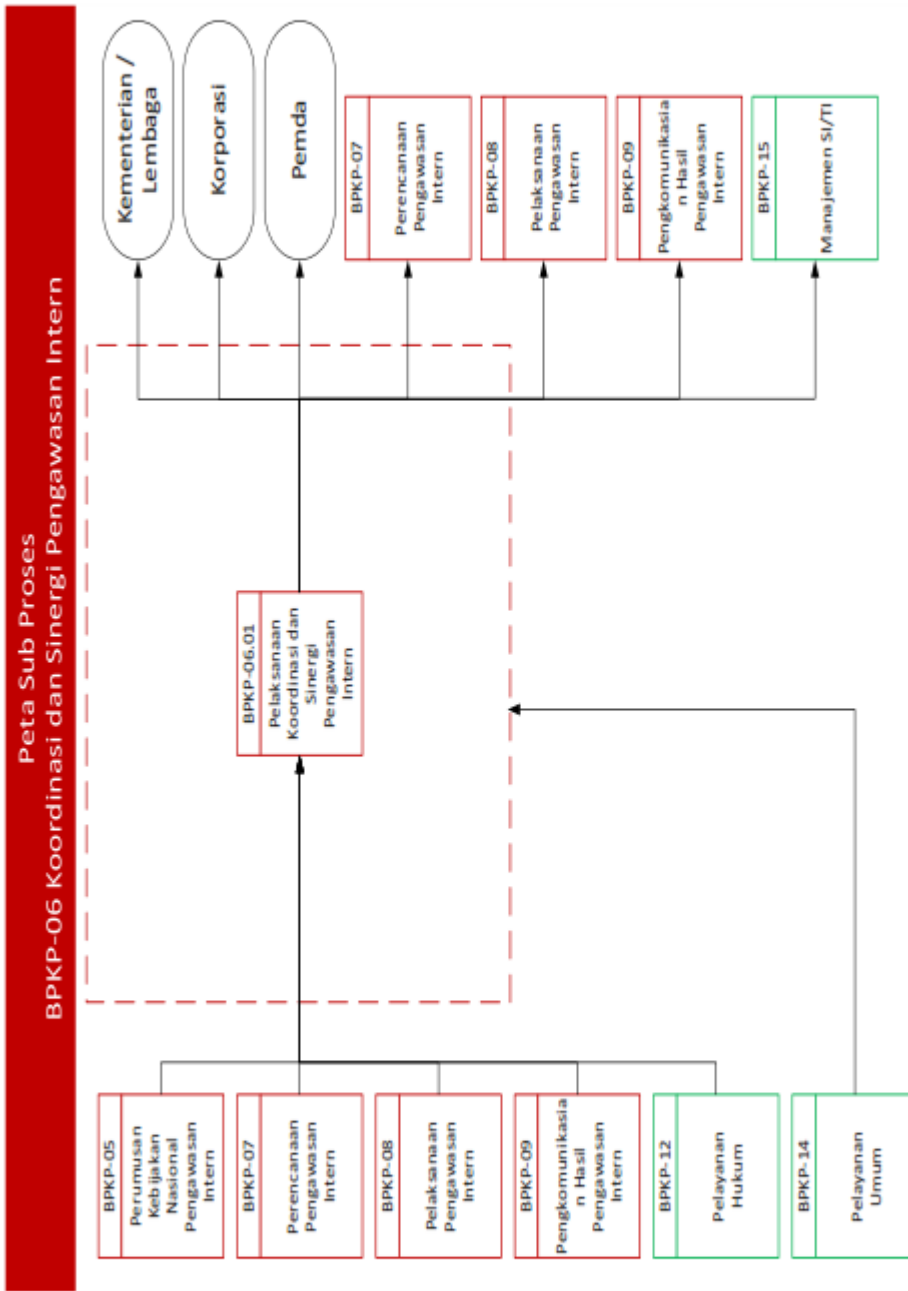 Peta Sub Proses
BPKP-06 Koordinasi dan Sinergi Pengawasan Intern
BPKP-05
Perumusan
Kebijakan
Nasional
Pengawasan
Intern
BPKP-07
Perencanaan
Pengawasan
Intern
BPKP-08
Pelaksanaan
Pengawasan
Intern
BPKP-09
Pengkomunikasia
n Hasil
Pengawasan
Intern
BPKP-12
Pelayanan
Hukum
BPKP-14
Pelayanan
Umum
BPKP-06.01
Pelaksanaan
Koordinasi dan
Sinergi
Pengawasan
Intern
Kementerian /
Lembaga
Korporasi
Pemda
BPKP-07
Perencanaan
Pengawasan
Intern
BPKP-08
Pelaksanaan
Pengawasan
Intern
BPKP-09
Pengkomunikasia
n Hasil
Pengawasan
Intern
BPKP-15
Manajemen SI/TI